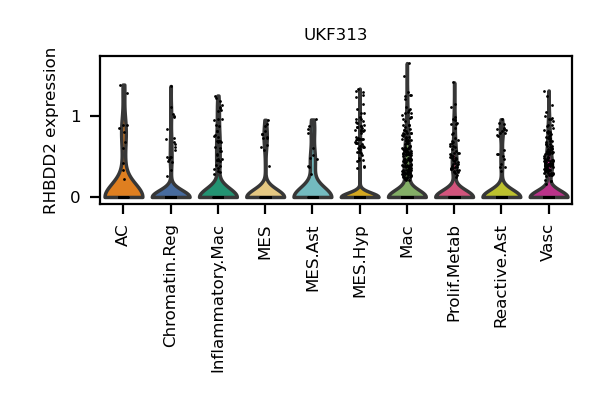 UKF313
RHBDD2 expression
1
0
AC
Chromatin.Reg
Inflammatory.Mac
MES
MES.Ast
MES.Hyp
Mac
Prolif.Metab
Reactive.Ast
Vasc